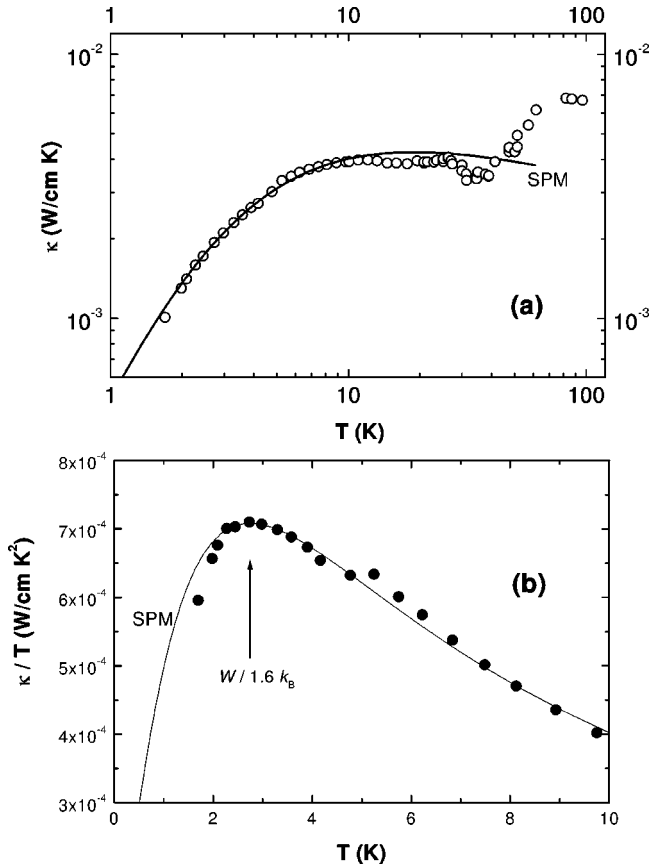 1 10 100
10⁻² 10⁻²
κ (W/cm K)
SPM
(a)
10⁻³ 10⁻³
1 10 100
T (K)
8x10⁻⁴
7x10⁻⁴
6x10⁻⁴
5x10⁻⁴
4x10⁻⁴
3x10⁻⁴
κ / T (W/cm K²)
(b)
SPM
W / 1.6 k_B
0 2 4 6 8 10
T (K)